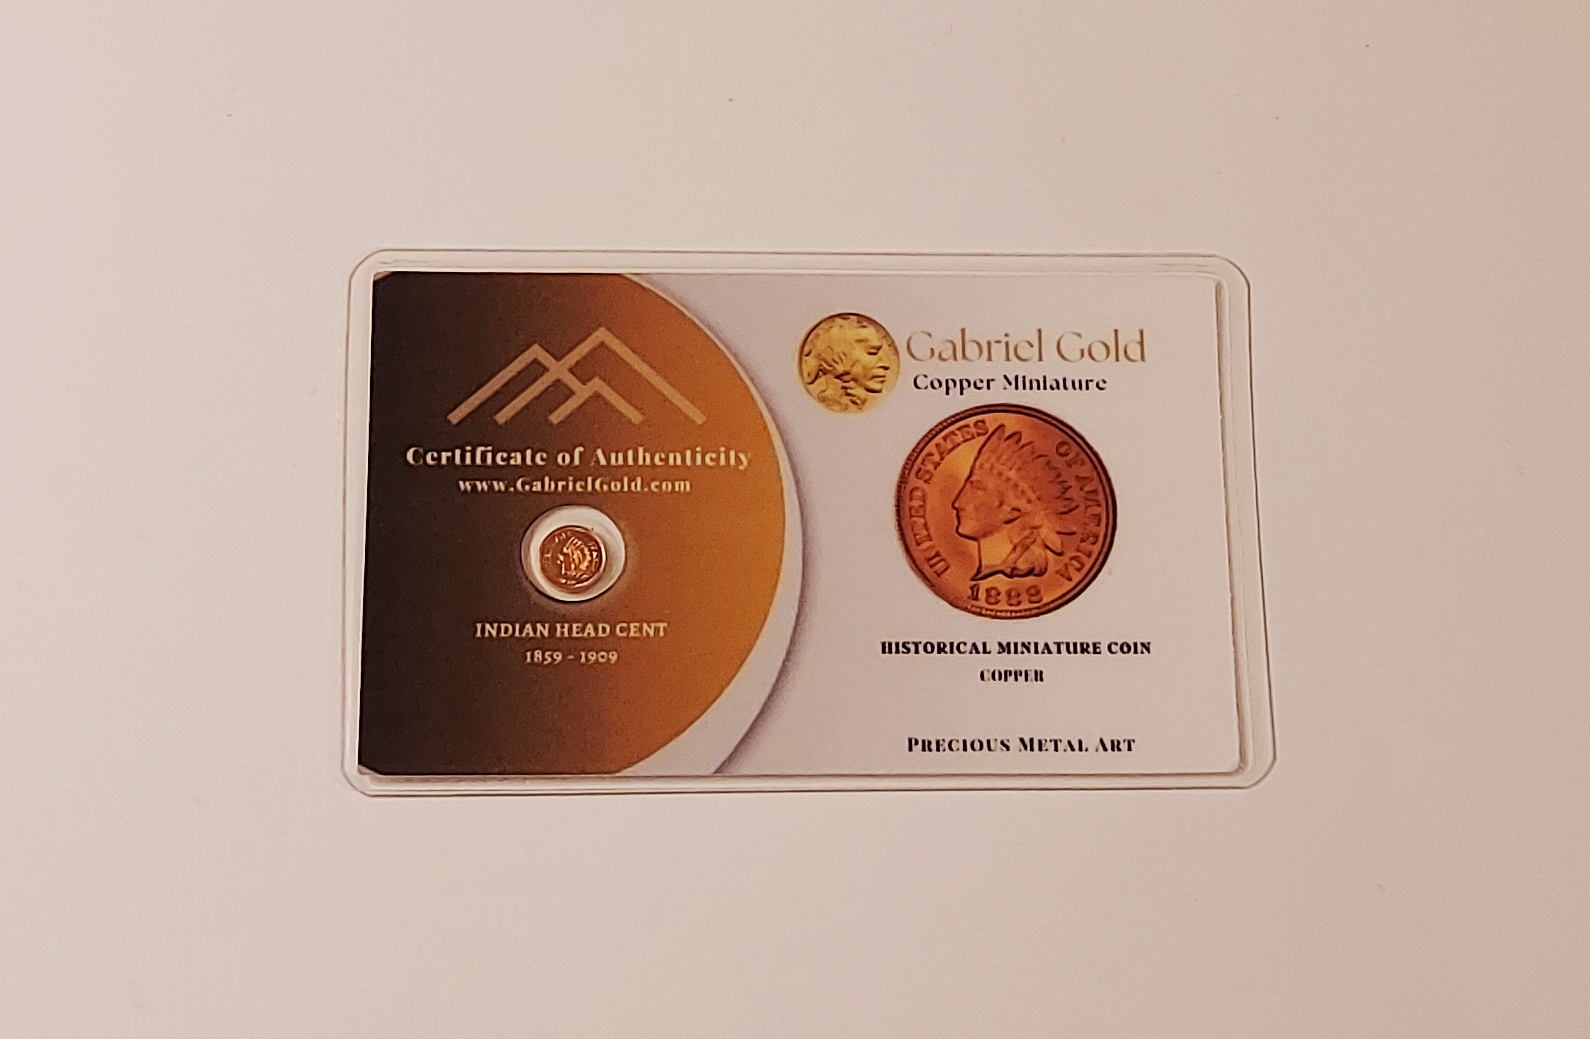 Certificate of Authenticity
www.GabrielGold.com
INDIAN HEAD CENT
1859 - 1909
Gabriel Gold
Copper Miniature
UNITED STATES OF AMERICA
1888
HISTORICAL MINIATURE COIN
COPPER
PRECIOUS METAL ART